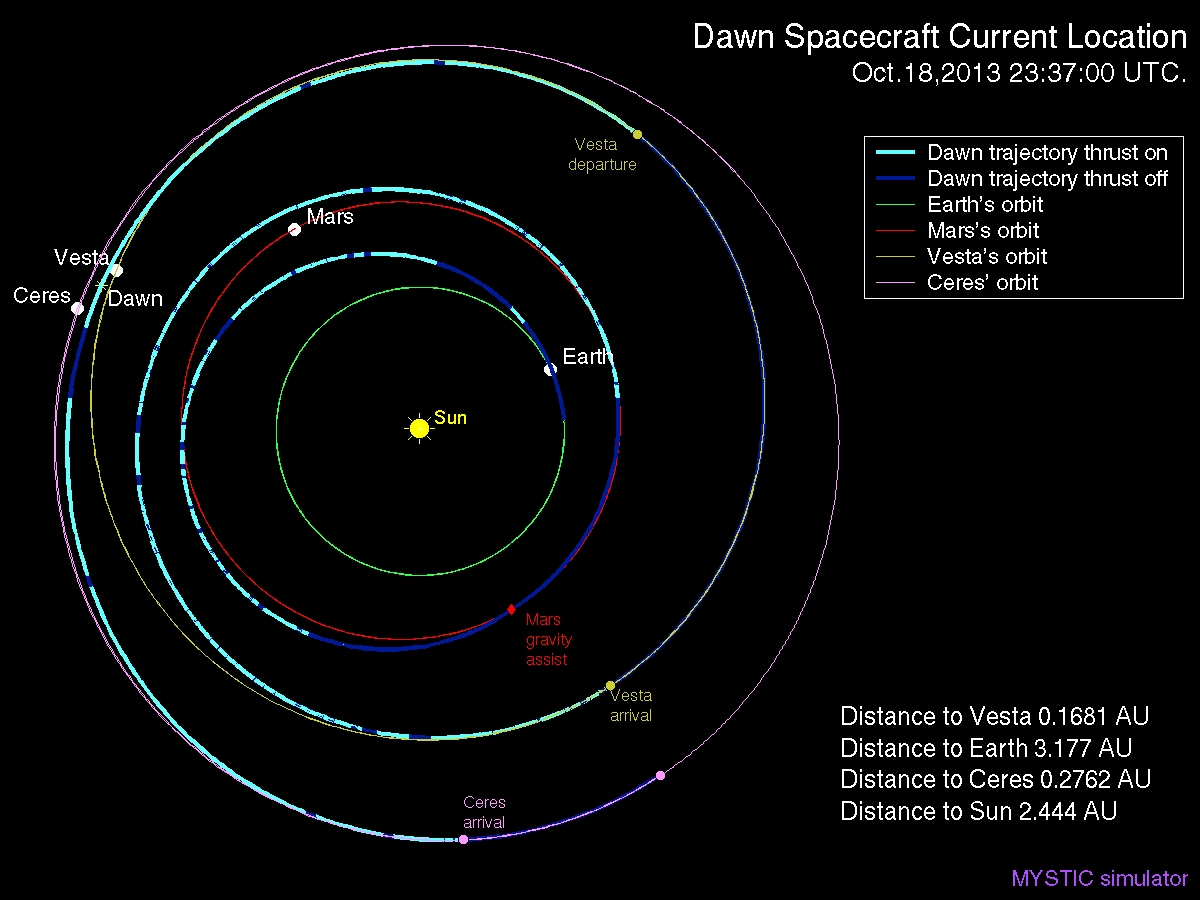 Dawn Spacecraft Current Location
Oct.18,2013 23:37:00 UTC.
Dawn trajectory thrust on
Dawn trajectory thrust off
Earth's orbit
Mars's orbit
Vesta's orbit
Ceres' orbit
Vesta
departure
Mars
Vesta
Ceres
Dawn
Earth
Sun
Mars
gravity
assist
Vesta
arrival
Ceres
arrival
Distance to Vesta 0.1681 AU
Distance to Earth 3.177 AU
Distance to Ceres 0.2762 AU
Distance to Sun 2.444 AU
MYSTIC simulator